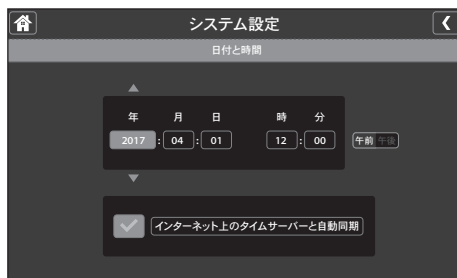 システム設定
日付と時間
年 月 日 時 分
2017 : 04 : 01 12 : 00 午前 午後
インターネット上のタイムサーバーと自動同期